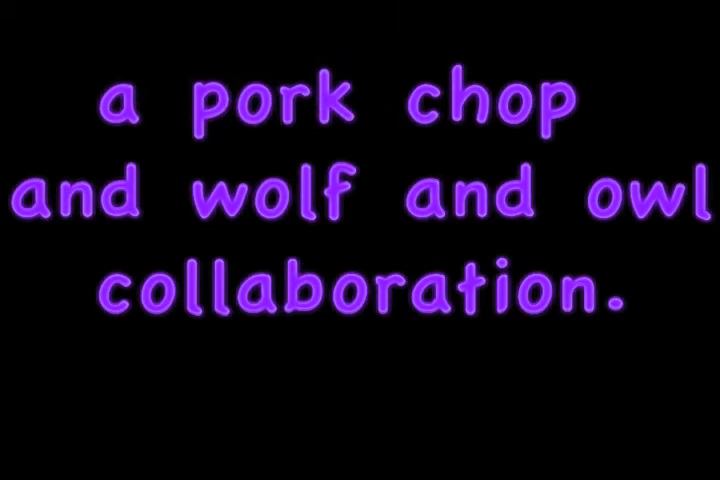 a pork chop
and wolf and owl
collaboration.